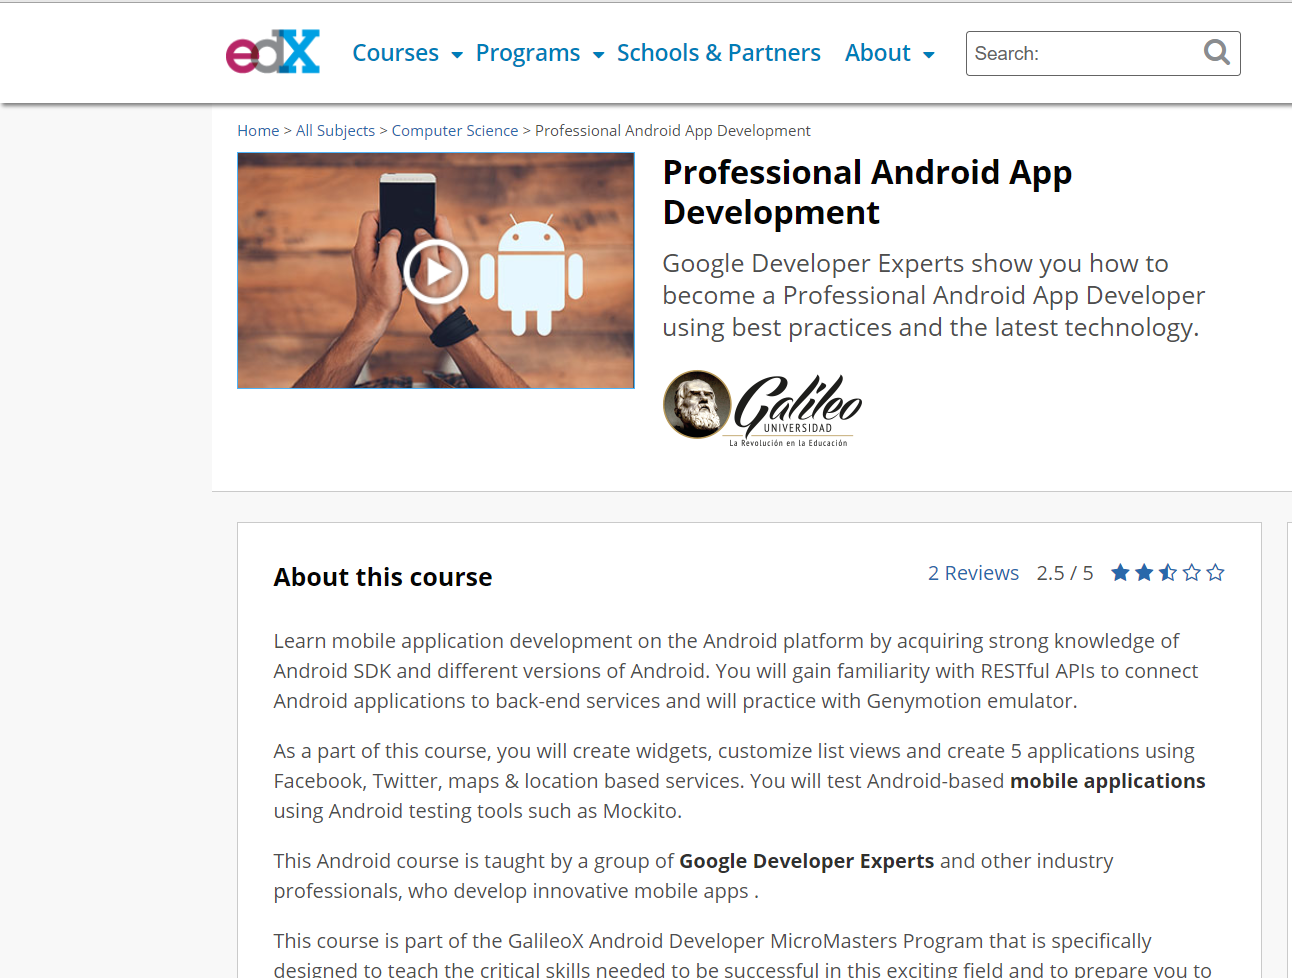 edX Courses Programs Schools & Partners About Search:
Home > All Subjects > Computer Science > Professional Android App Development
Professional Android App
Development
Google Developer Experts show you how to
become a Professional Android App Developer
using best practices and the latest technology.
Galileo
UNIVERSIDAD
La Revolución en la Educación
About this course
2 Reviews 2.5 / 5
Learn mobile application development on the Android platform by acquiring strong knowledge of
Android SDK and different versions of Android. You will gain familiarity with RESTful APIs to connect
Android applications to back-end services and will practice with Genymotion emulator.
As a part of this course, you will create widgets, customize list views and create 5 applications using
Facebook, Twitter, maps & location based services. You will test Android-based mobile applications
using Android testing tools such as Mockito.
This Android course is taught by a group of Google Developer Experts and other industry
professionals, who develop innovative mobile apps .
This course is part of the GalileoX Android Developer MicroMasters Program that is specifically
designed to teach the critical skills needed to be successful in this exciting field and to prepare you to